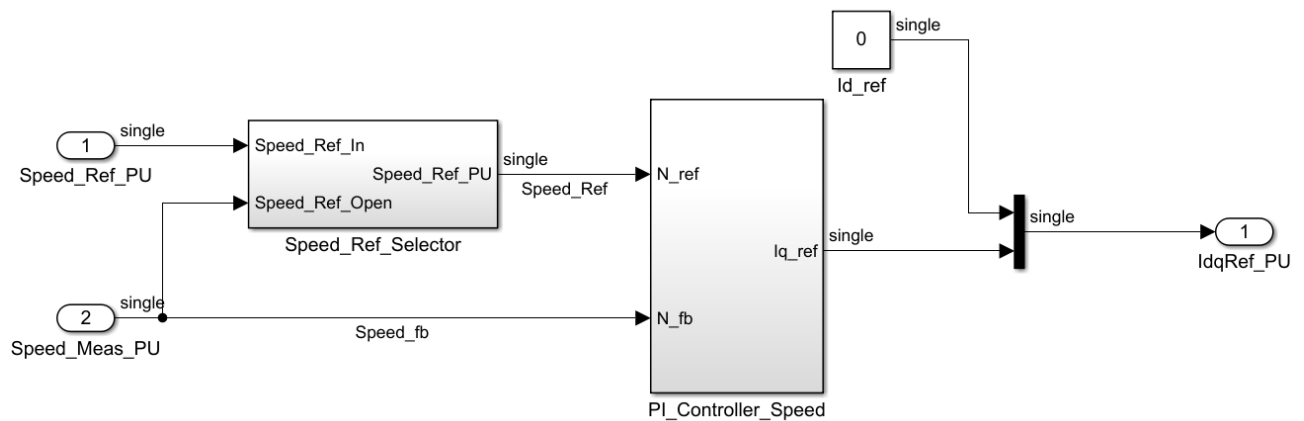 single
0
Id_ref
single
1
Speed_Ref_PU
Speed_Ref_In
Speed_Ref_PU
Speed_Ref_Open
Speed_Ref_Selector
single
Speed_Ref
N_ref
Iq_ref
N_fb
PI_Controller_Speed
single
single
1
IdqRef_PU
single
2
Speed_Meas_PU
Speed_fb